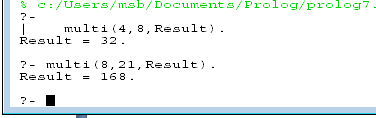 % c:/Users/msb/Documents/Prolog/prolog7.
?-
|    multi(4,8,Result).
Result = 32.
?- multi(8,21,Result).
Result = 168.
?-